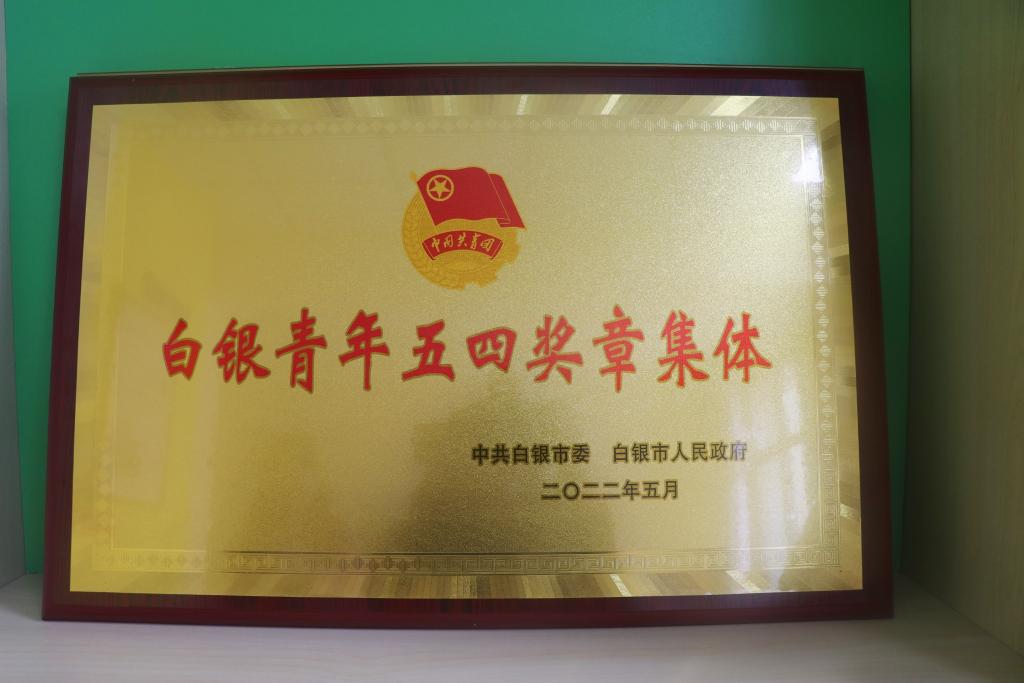 中国共青团
白银青年五四奖章集体
中共白银市委 白银市人民政府
二〇二二年五月